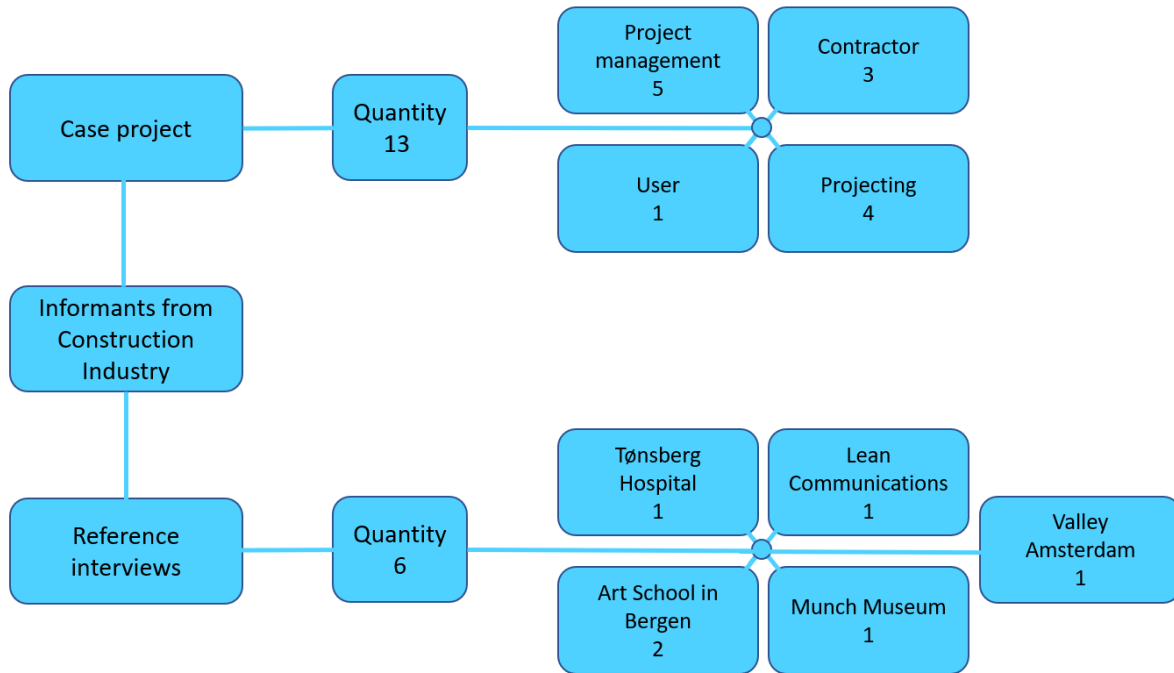 Project
management
5
Contractor
3
Case project
Quantity
13
User
1
Projecting
4
Informants from
Construction
Industry
Tønsberg
Hospital
1
Lean
Communications
1
Reference
interviews
Quantity
6
Valley
Amsterdam
1
Art School in
Bergen
2
Munch Museum
1